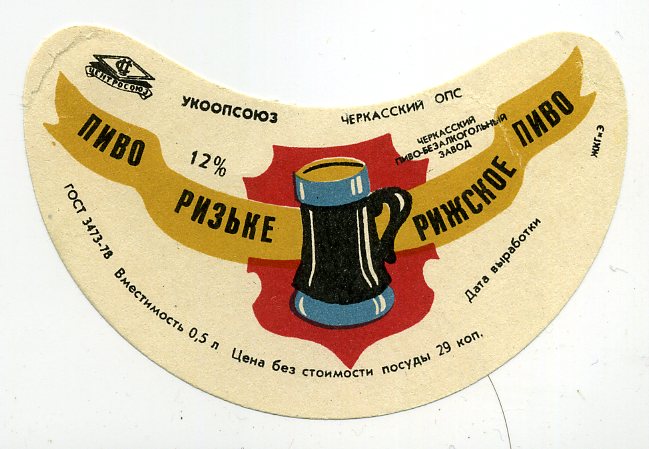 ЦЕНТРОСОЮЗ
УКООПСОЮЗ
ЧЕРКАССКИЙ ОПС
ПИВО
12%
РИЗЬКЕ
ЧЕРКАССКИЙ
ПИВО-БЕЗАЛКОГОЛЬНЫЙ
ЗАВОД
РИЖСКОЕ
ПИВО
ЖКГиЭ
ГОСТ 3473-78 Вместимость 0,5 л Цена без стоимости посуды 29 коп.
Дата выработки